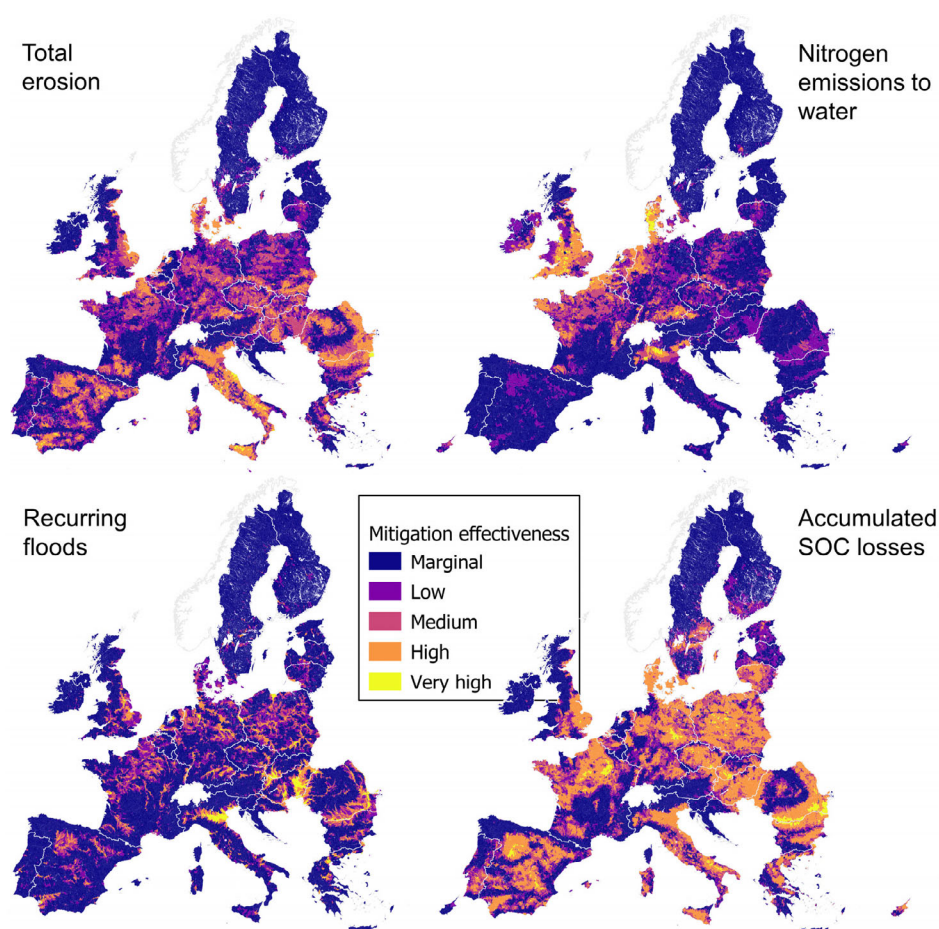 Total
erosion
Nitrogen
emissions to
water
Recurring
floods
Mitigation effectiveness
Marginal
Low
Medium
High
Very high
Accumulated
SOC losses